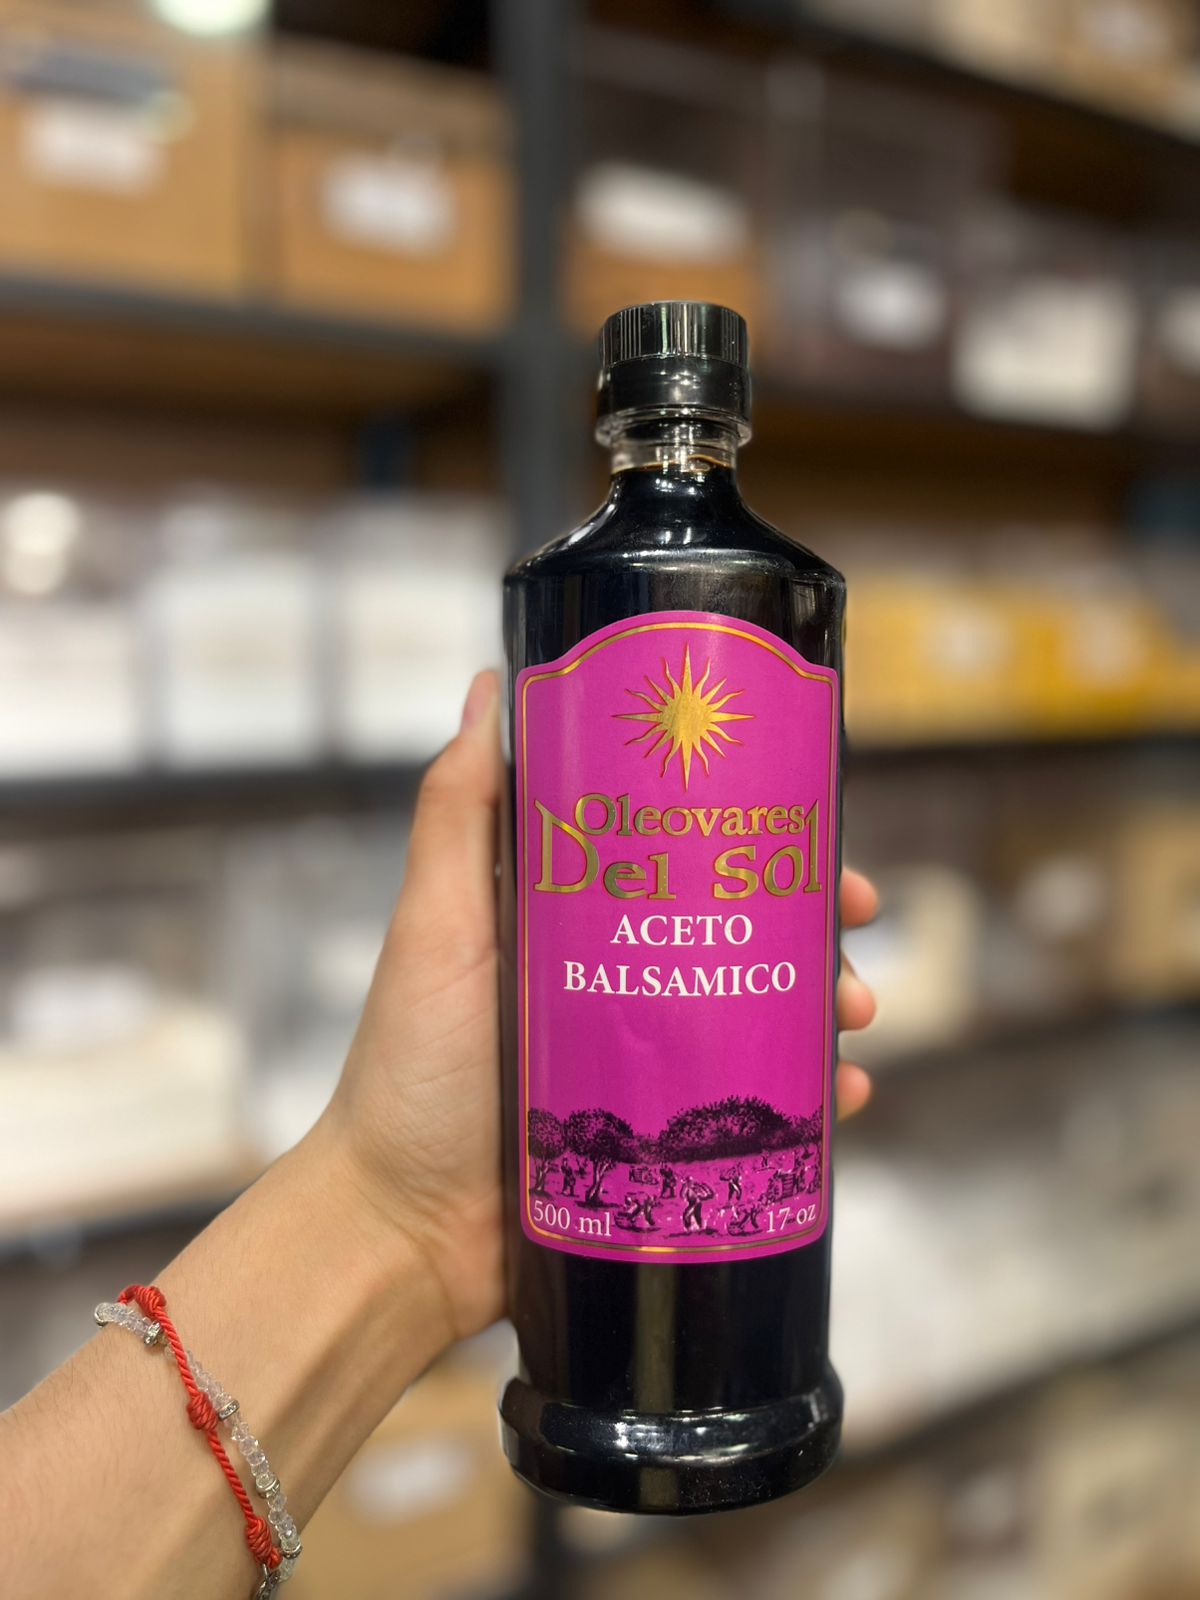 Oleovares
Del Sol
ACETO
BALSAMICO
500 ml
17 oz